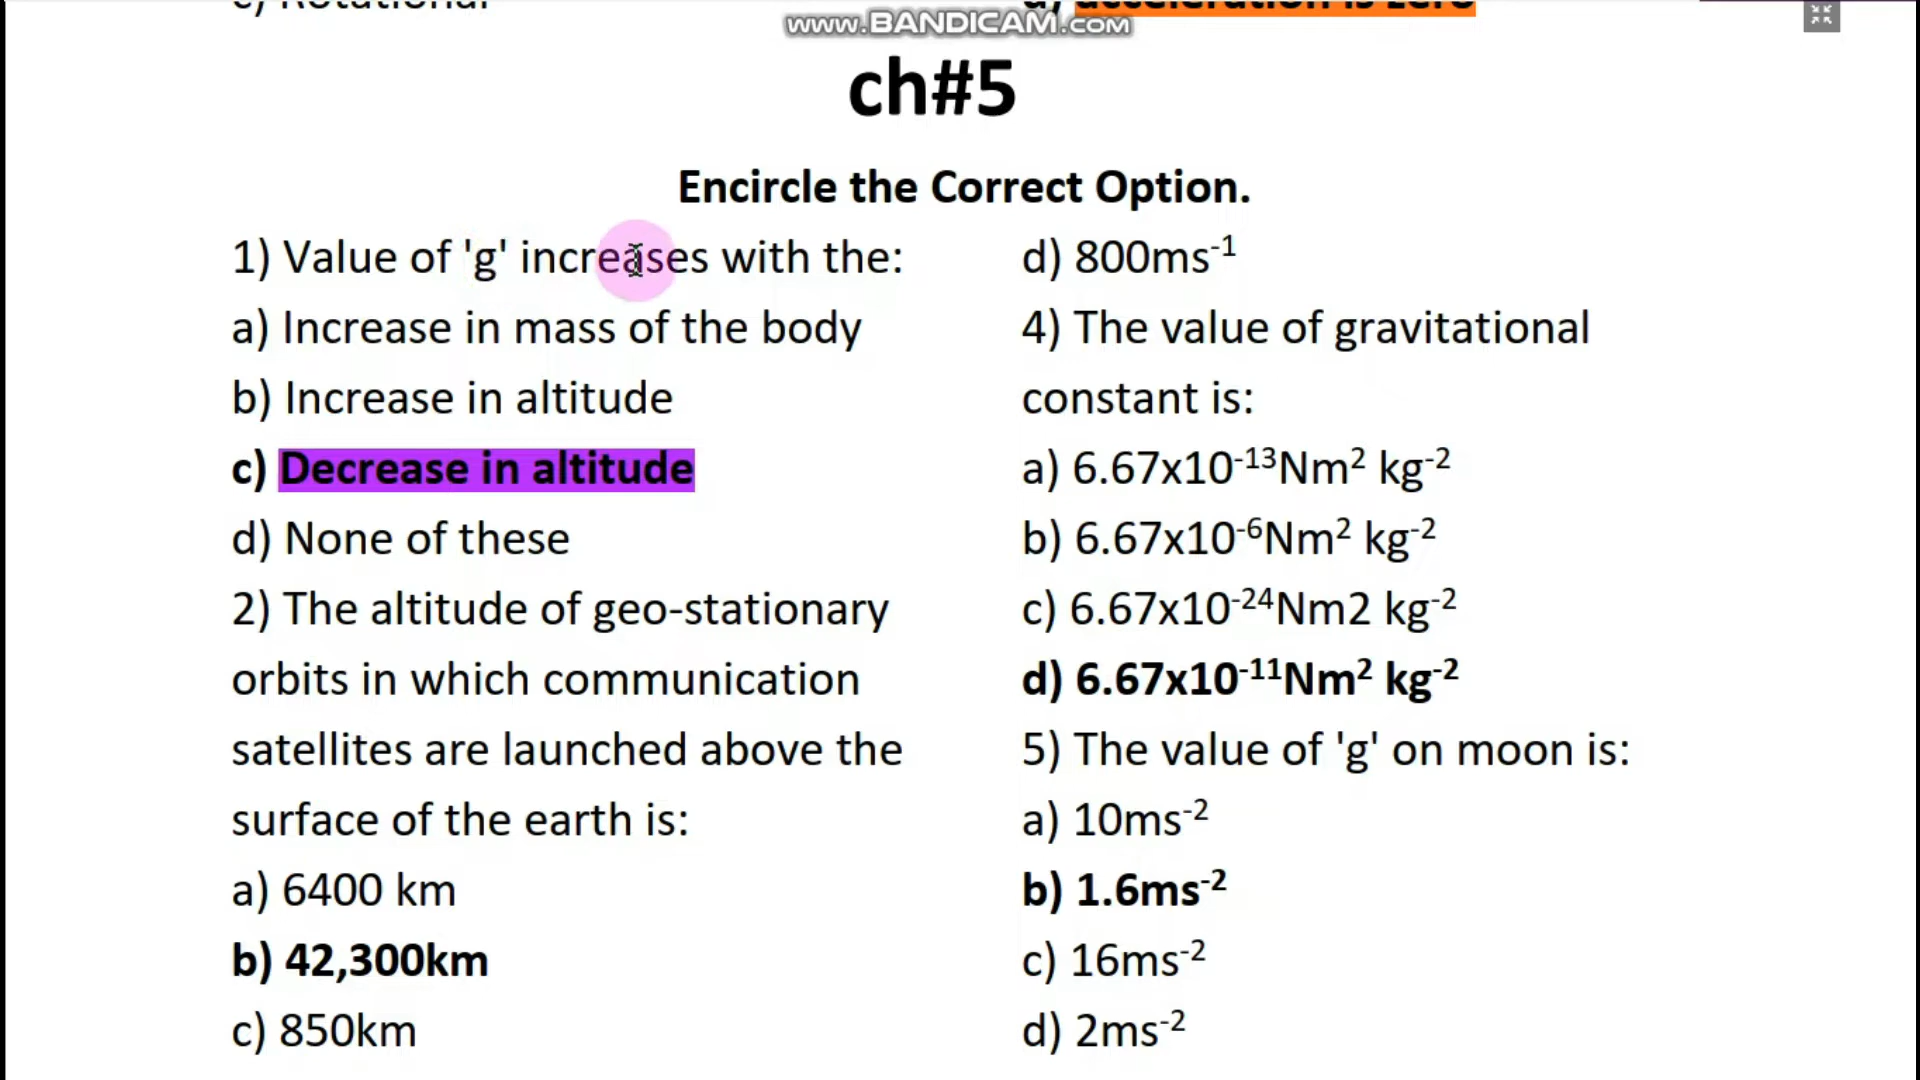 c) Rotational
d) acceleration is zero
www.BANDICAM.com
ch#5
Encircle the Correct Option.
1) Value of 'g' increases with the:
a) Increase in mass of the body
b) Increase in altitude
c) Decrease in altitude
d) None of these
2) The altitude of geo-stationary
orbits in which communication
satellites are launched above the
surface of the earth is:
a) 6400 km
b) 42,300km
c) 850km
d) 800ms⁻¹
4) The value of gravitational
constant is:
a) 6.67x10⁻¹³Nm² kg⁻²
b) 6.67x10⁻⁶Nm² kg⁻²
c) 6.67x10⁻²⁴Nm2 kg⁻²
d) 6.67x10⁻¹¹Nm² kg⁻²
5) The value of 'g' on moon is:
a) 10ms⁻²
b) 1.6ms⁻²
c) 16ms⁻²
d) 2ms⁻²